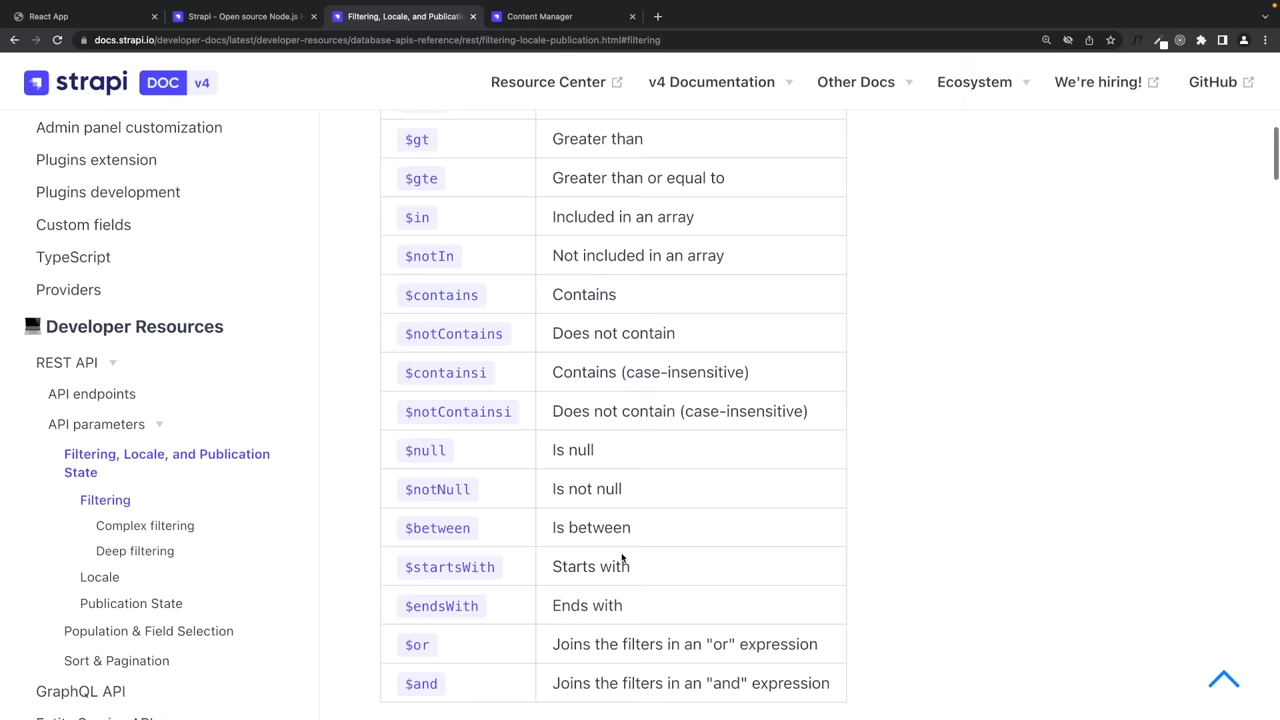 React App
Strapi - Open source Node.js
Filtering, Locale, and Publicati
Content Manager
docs.strapi.io/developer-docs/latest/developer-resources/database-apis-reference/rest/filtering-locale-publication.html#filtering
strapi DOC v4
Resource Center
v4 Documentation
Other Docs
Ecosystem
We're hiring!
GitHub
Admin panel customization
Plugins extension
Plugins development
Custom fields
TypeScript
Providers
Developer Resources
REST API
API endpoints
API parameters
Filtering, Locale, and Publication
State
Filtering
Complex filtering
Deep filtering
Locale
Publication State
Population & Field Selection
Sort & Pagination
GraphQL API
$gt Greater than
$gte Greater than or equal to
$in Included in an array
$notIn Not included in an array
$contains Contains
$notContains Does not contain
$containsi Contains (case-insensitive)
$notContainsi Does not contain (case-insensitive)
$null Is null
$notNull Is not null
$between Is between
$startsWith Starts with
$endsWith Ends with
$or Joins the filters in an "or" expression
$and Joins the filters in an "and" expression